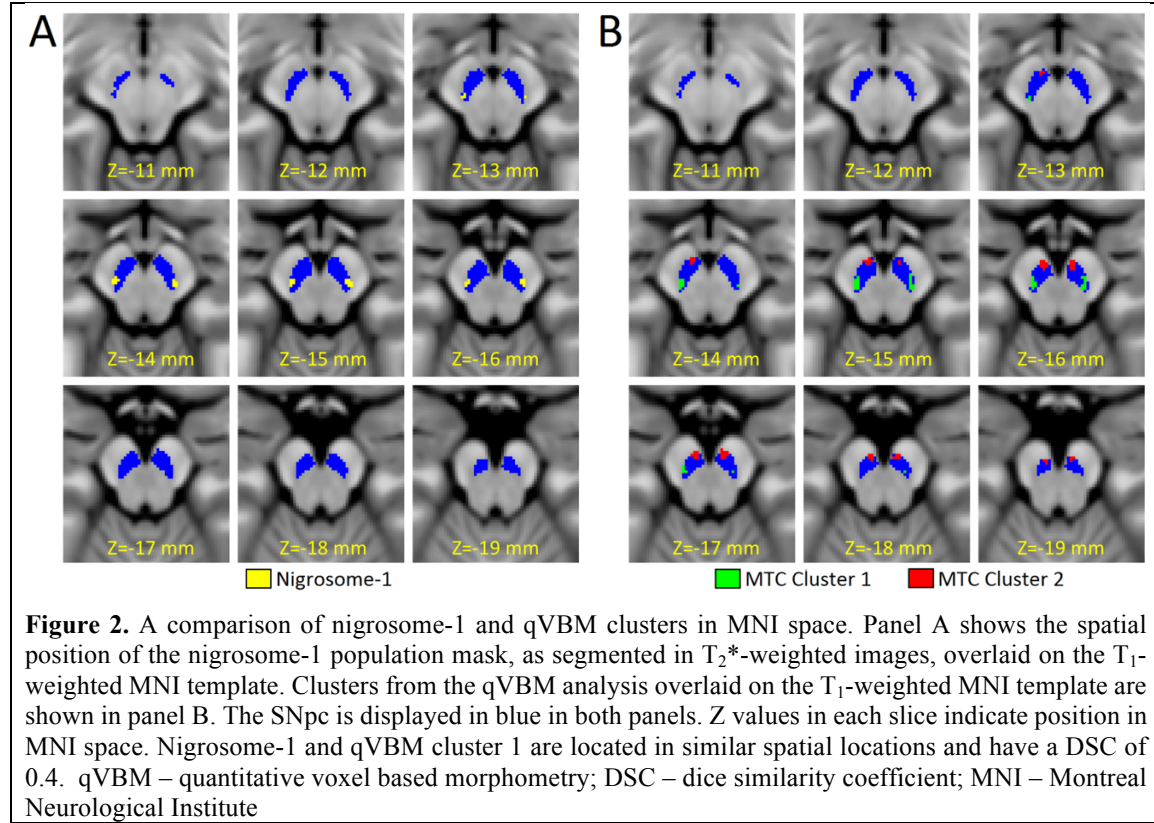 A
B
Z=-11 mm
Z=-12 mm
Z=-13 mm
Z=-11 mm
Z=-12 mm
Z=-13 mm
Z=-14 mm
Z=-15 mm
Z=-16 mm
Z=-14 mm
Z=-15 mm
Z=-16 mm
Z=-17 mm
Z=-18 mm
Z=-19 mm
Z=-17 mm
Z=-18 mm
Z=-19 mm
Nigrosome-1
MTC Cluster 1
MTC Cluster 2
Figure 2. A comparison of nigrosome-1 and qVBM clusters in MNI space. Panel A shows the spatial
position of the nigrosome-1 population mask, as segmented in T2*-weighted images, overlaid on the T1-
weighted MNI template. Clusters from the qVBM analysis overlaid on the T1-weighted MNI template are
shown in panel B. The SNpc is displayed in blue in both panels. Z values in each slice indicate position in
MNI space. Nigrosome-1 and qVBM cluster 1 are located in similar spatial locations and have a DSC of
0.4. qVBM – quantitative voxel based morphometry; DSC – dice similarity coefficient; MNI – Montreal
Neurological Institute